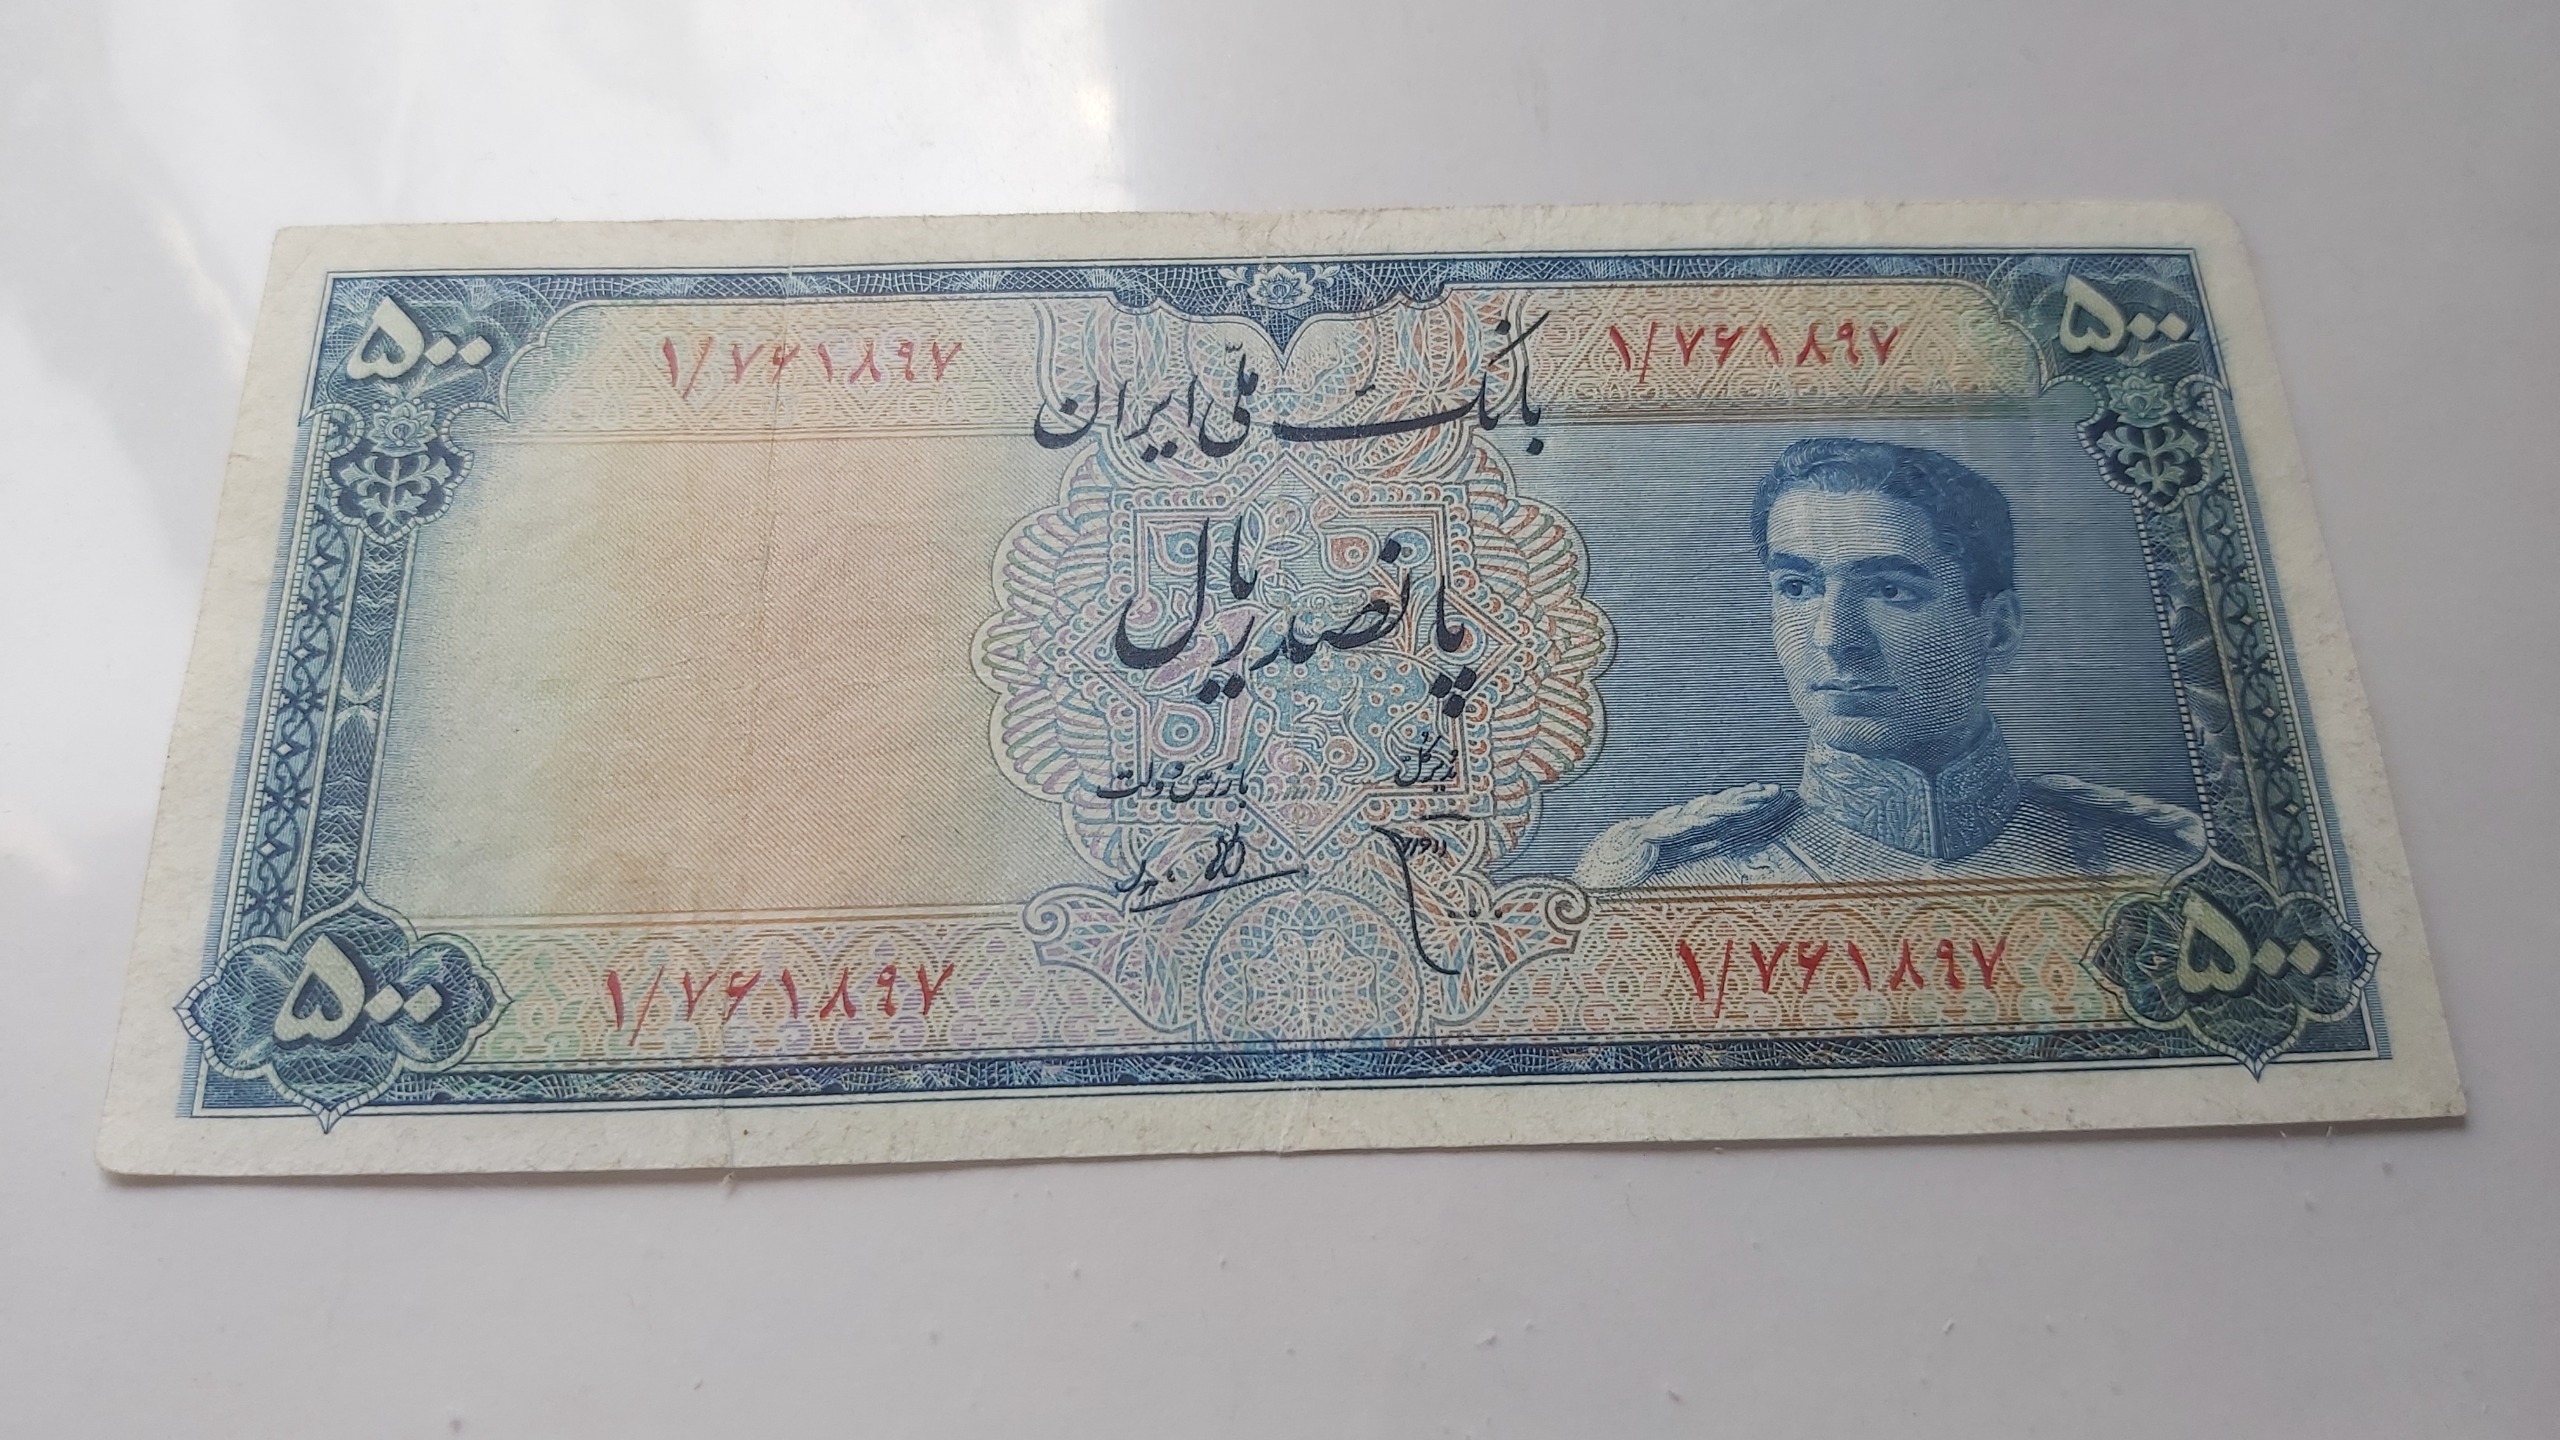 ۵۰۰ ۱/۷۶۱۸۹۷ ۱/۷۶۱۸۹۷ ۵۰۰
بانک ملّی ایران
پانصد ریال
مدیر کل بازرس دولت
۵۰۰ ۱/۷۶۱۸۹۷ ۱/۷۶۱۸۹۷ ۵۰۰